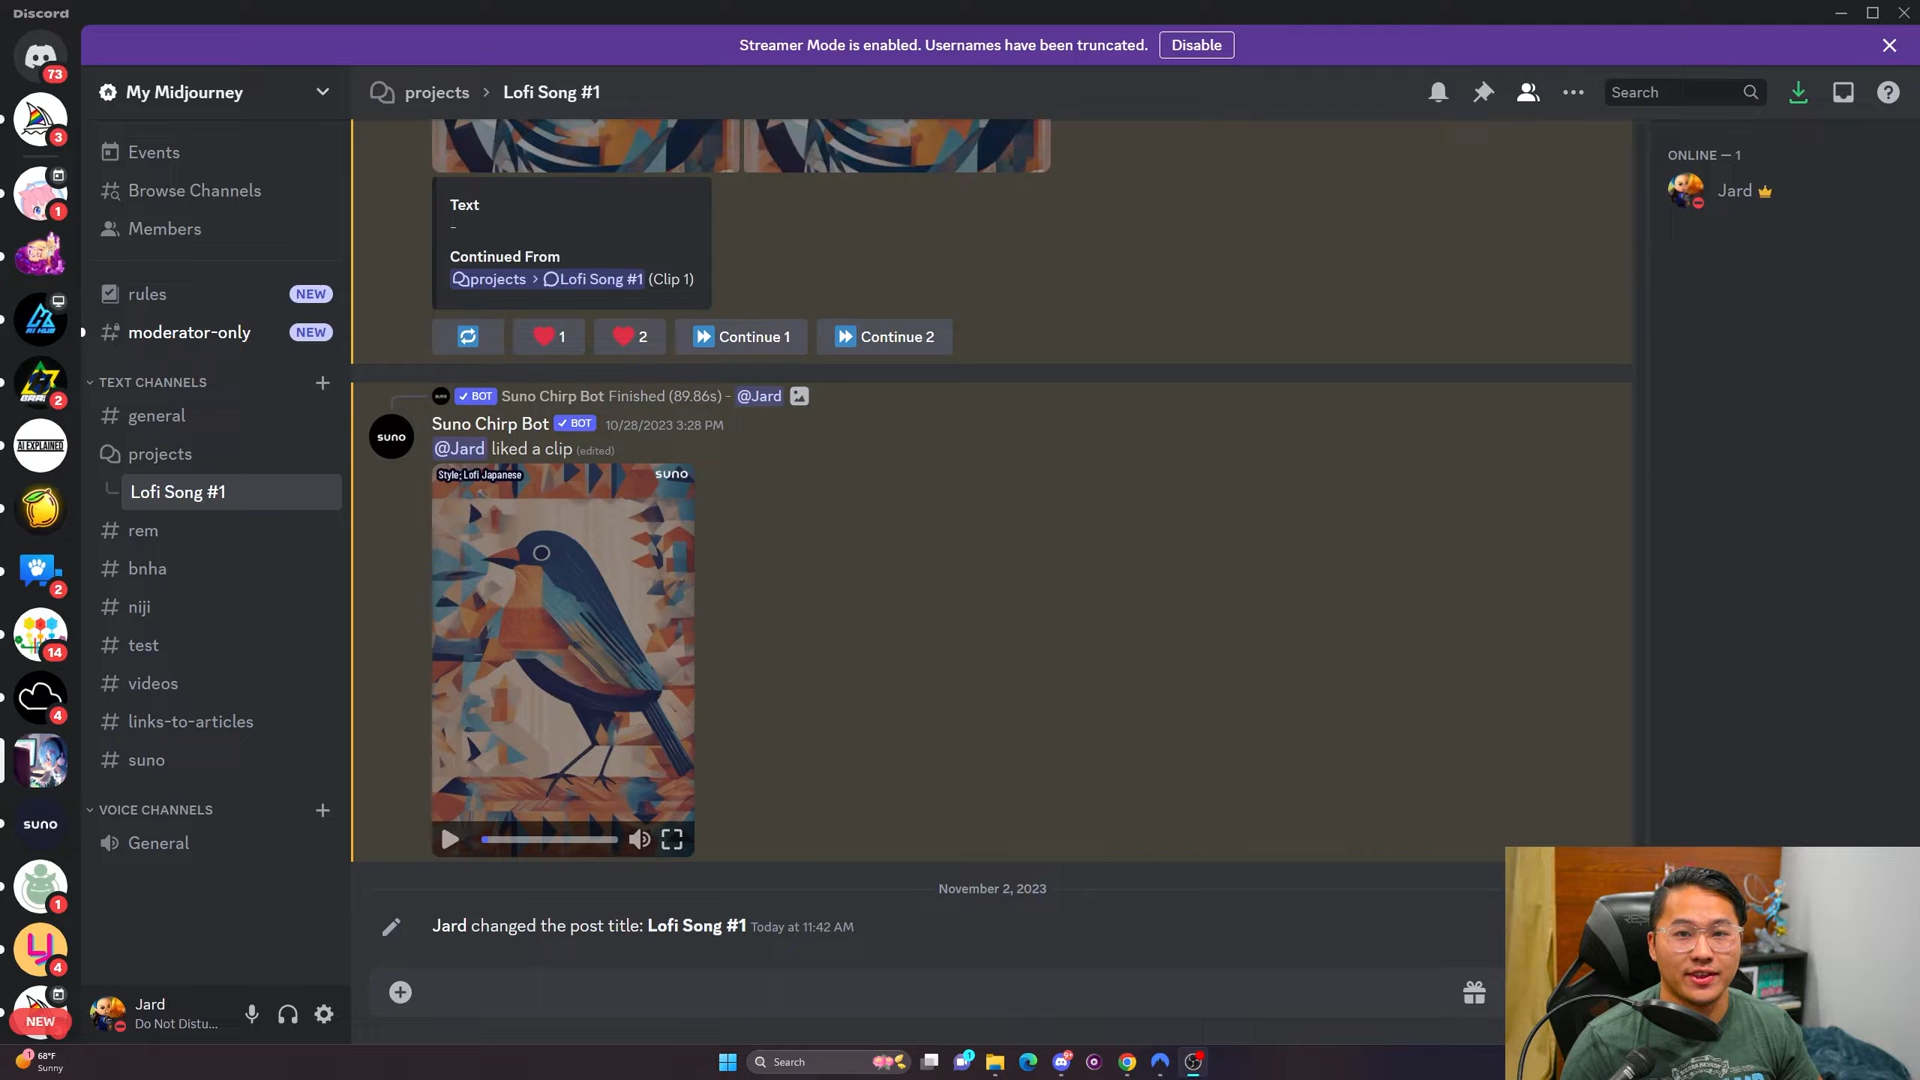 Discord
Streamer Mode is enabled. Usernames have been truncated. Disable
73
3
1
2
AI EXPLAINED
2
14
4
suno
1
4
NEW
My Midjourney
Events
Browse Channels
Members
rules NEW
moderator-only NEW
TEXT CHANNELS
general
projects
Lofi Song #1
rem
bnha
niji
test
videos
links-to-articles
suno
VOICE CHANNELS
General
Jard
Do Not Distu...
projects › Lofi Song #1
Search
Text
-
Continued From
projects › Lofi Song #1 (Clip 1)
1 2 Continue 1 Continue 2
BOT Suno Chirp Bot Finished (89.86s) – @Jard
suno
Suno Chirp Bot BOT 10/28/2023 3:28 PM
@Jard liked a clip (edited)
Style: Lofi Japanese suno
November 2, 2023
Jard changed the post title: Lofi Song #1 Today at 11:42 AM
ONLINE — 1
Jard
1 68°F
Sunny
Search
1
9+